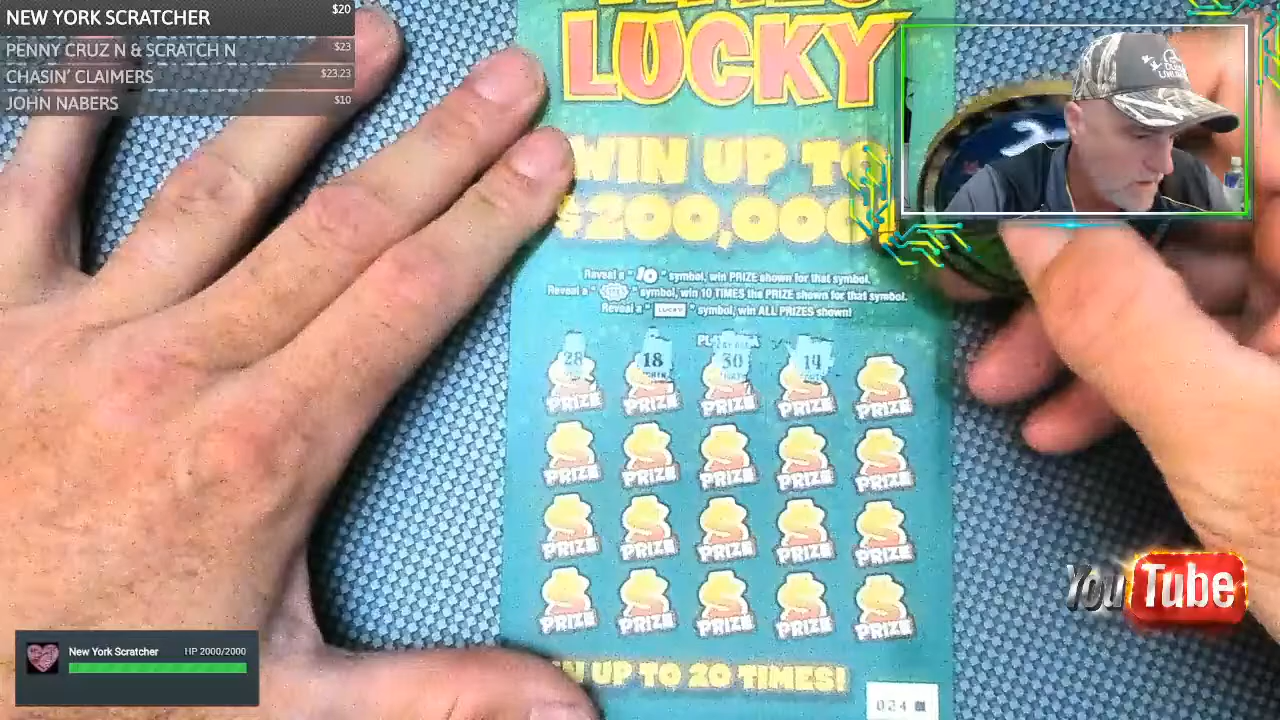 NEW YORK SCRATCHER $20
PENNY CRUZ N & SCRATCH N $23
CHASIN' CLAIMERS $23.23
JOHN NABERS $10
LUCKY
WIN UP TO
$200,000!
Reveal a "10" symbol, win PRIZE shown for that symbol.
Reveal a " " symbol, win 10 TIMES the PRIZE shown for that symbol.
Reveal a "LUCKY" symbol, win ALL PRIZES shown!
28 18 30 14 $
PRIZE PRIZE PRIZE PRIZE PRIZE
$ $ $ $ $
PRIZE PRIZE PRIZE PRIZE PRIZE
$ $ $ $ $
PRIZE PRIZE PRIZE PRIZE PRIZE
$ $ $ $ $
PRIZE PRIZE PRIZE PRIZE PRIZE
UP TO 20 TIMES!
024
YouTube
New York Scratcher HP 2000/2000